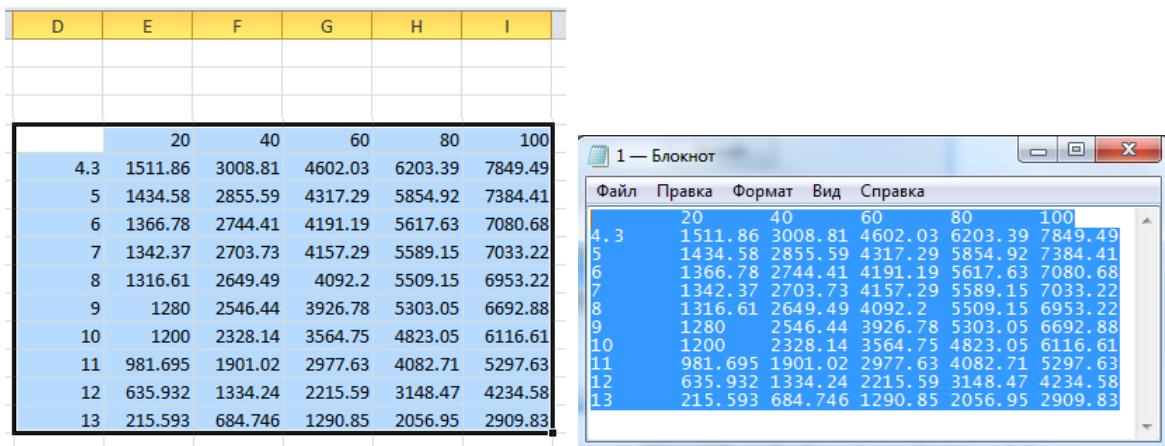 D E F G H I
20 40 60 80 100
4.3 1511.86 3008.81 4602.03 6203.39 7849.49
5 1434.58 2855.59 4317.29 5854.92 7384.41
6 1366.78 2744.41 4191.19 5617.63 7080.68
7 1342.37 2703.73 4157.29 5589.15 7033.22
8 1316.61 2649.49 4092.2 5509.15 6953.22
9 1280 2546.44 3926.78 5303.05 6692.88
10 1200 2328.14 3564.75 4823.05 6116.61
11 981.695 1901.02 2977.63 4082.71 5297.63
12 635.932 1334.24 2215.59 3148.47 4234.58
13 215.593 684.746 1290.85 2056.95 2909.83
1 — Блокнот
Файл Правка Формат Вид Справка
20 40 60 80 100
4.3 1511.86 3008.81 4602.03 6203.39 7849.49
5 1434.58 2855.59 4317.29 5854.92 7384.41
6 1366.78 2744.41 4191.19 5617.63 7080.68
7 1342.37 2703.73 4157.29 5589.15 7033.22
8 1316.61 2649.49 4092.2 5509.15 6953.22
9 1280 2546.44 3926.78 5303.05 6692.88
10 1200 2328.14 3564.75 4823.05 6116.61
11 981.695 1901.02 2977.63 4082.71 5297.63
12 635.932 1334.24 2215.59 3148.47 4234.58
13 215.593 684.746 1290.85 2056.95 2909.83